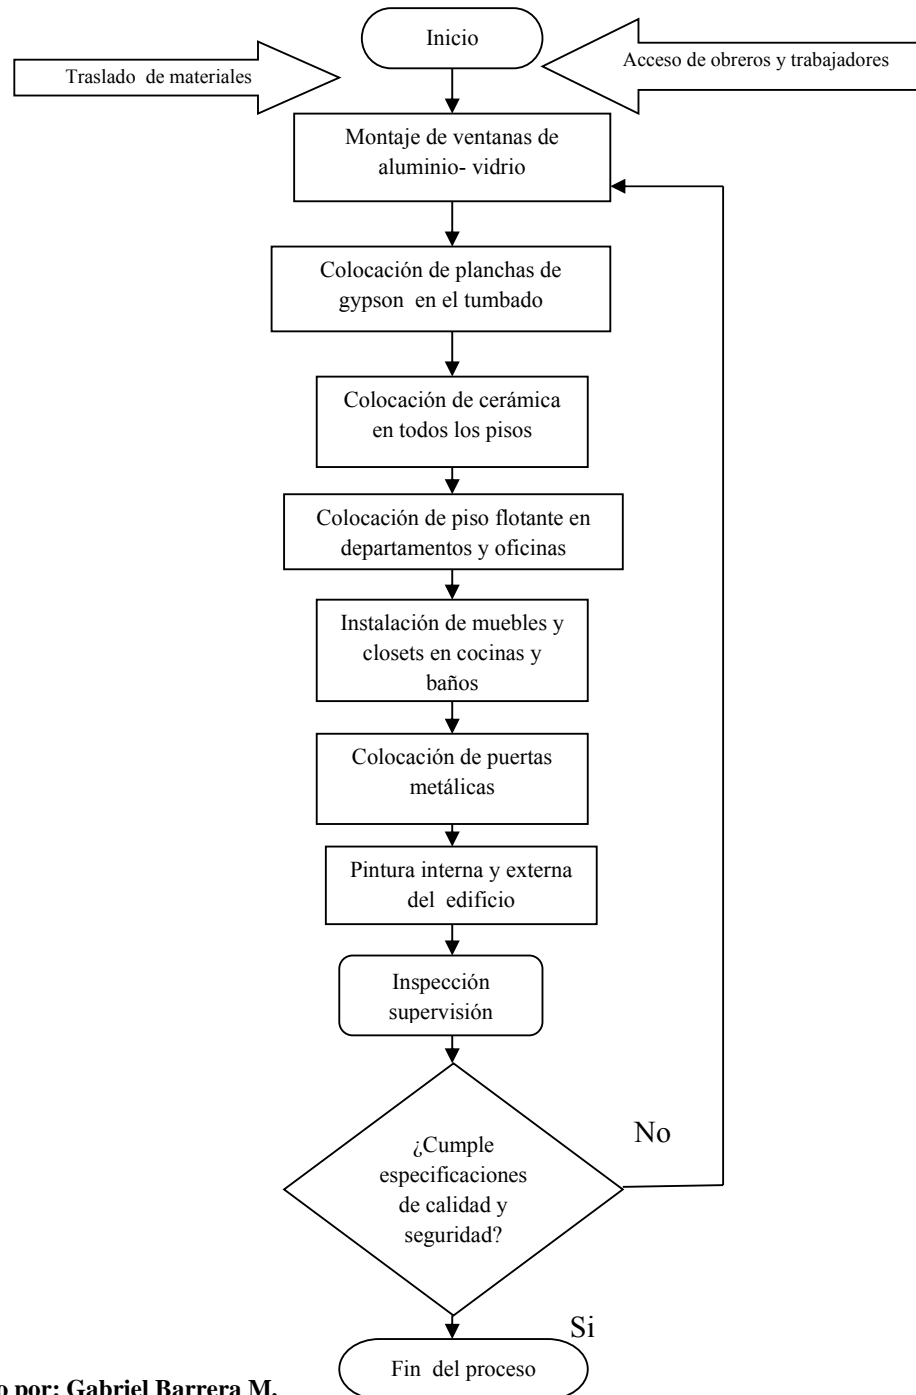 Inicio
Traslado de materiales
Acceso de obreros y trabajadores
Montaje de ventanas de
aluminio- vidrio
Colocación de planchas de
gypson en el tumbado
Colocación de cerámica
en todos los pisos
Colocación de piso flotante en
departamentos y oficinas
Instalación de muebles y
closets en cocinas y
baños
Colocación de puertas
metálicas
Pintura interna y externa
del edificio
Inspección
supervisión
¿Cumple
especificaciones
de calidad y
seguridad?
No
Si
Fin del proceso
o por: Gabriel Barrera M.